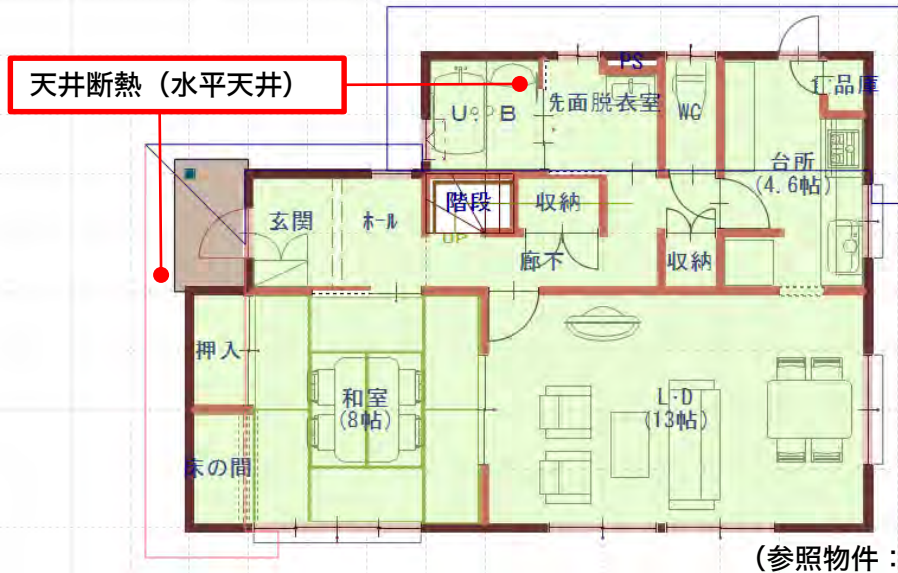 天井断熱（水平天井）
PS
UB
洗面脱衣室
WC
品庫
台所
(4.6帖)
玄関
ホール
階段
収納
UP
廊下
収納
押入
和室
(8帖)
L・D
(13帖)
床の間
（参照物件：